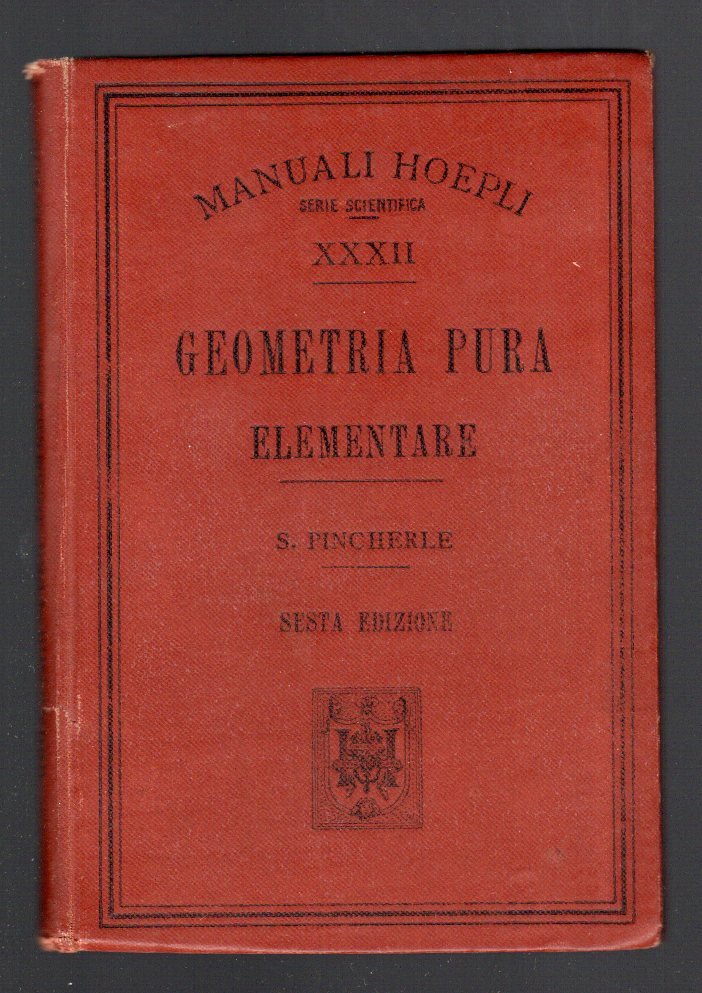 MANUALI HOEPLI
SERIE SCIENTIFICA
XXXII
GEOMETRIA PURA
ELEMENTARE
S. PINCHERLE
SESTA EDIZIONE